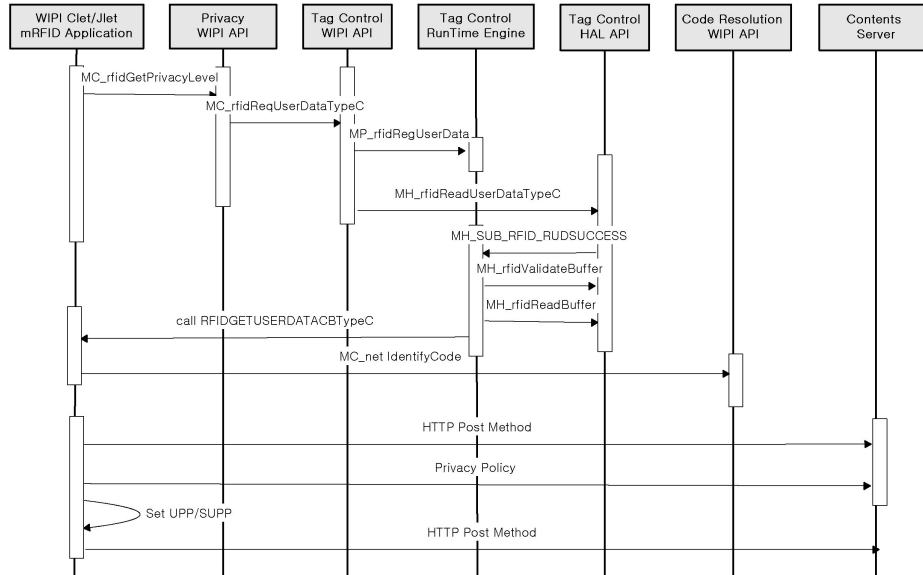 WIPI Clet/Jlet
mRFID Application
Privacy
WIPI API
Tag Control
WIPI API
Tag Control
RunTime Engine
Tag Control
HAL API
Code Resolution
WIPI API
Contents
Server
MC_rfidGetPrivacyLevel
MC_rfidReqUserDataTypeC
MP_rfidRegUserData
MH_rfidReadUserDataTypeC
MH_SUB_RFID_RUDSUCCESS
MH_rfidValidateBuffer
MH_rfidReadBuffer
call RFIDGETUSERDATACBTypeC
MC_net IdentifyCode
HTTP Post Method
Privacy Policy
Set UPP/SUPP
HTTP Post Method